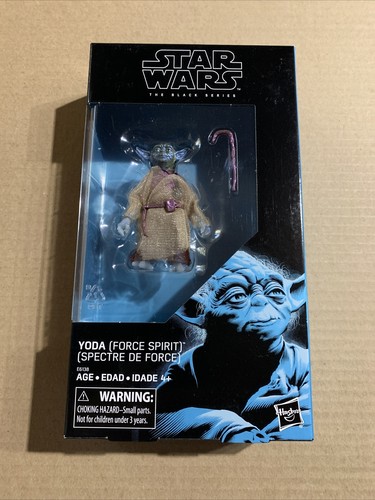 STAR
WARS
THE BLACK SERIES
YODA (FORCE SPIRIT)™
(SPECTRE DE FORCE)
E6138
AGE • EDAD • IDADE 4+
WARNING:
CHOKING HAZARD–Small parts.
Not for children under 3 years.
Hasbro